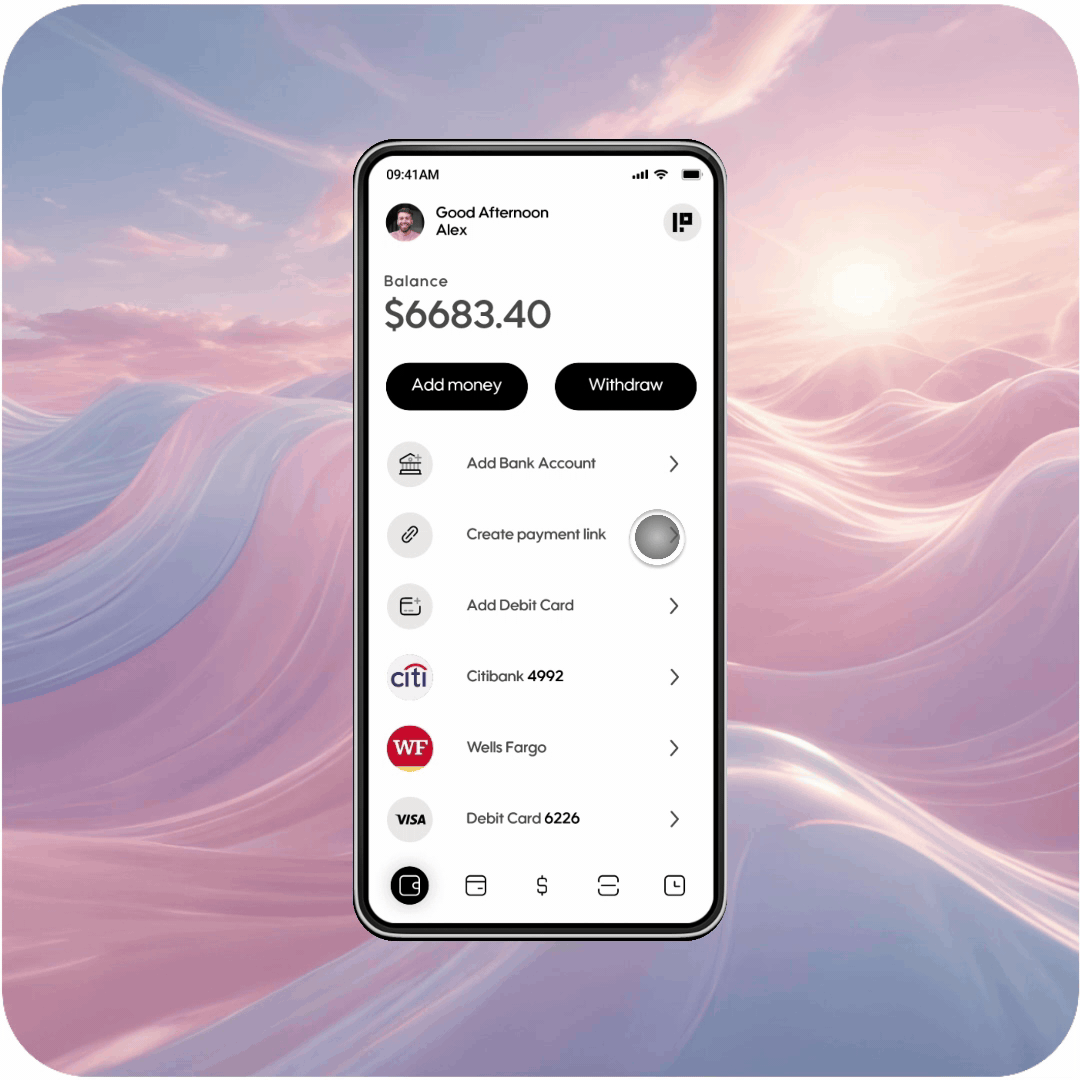 09:41AM
Good Afternoon
Alex
Balance
$6683.40
Add money
Withdraw
Add Bank Account
Create payment link
Add Debit Card
citi
Citibank 4992
WF
Wells Fargo
VISA
Debit Card 6226
$